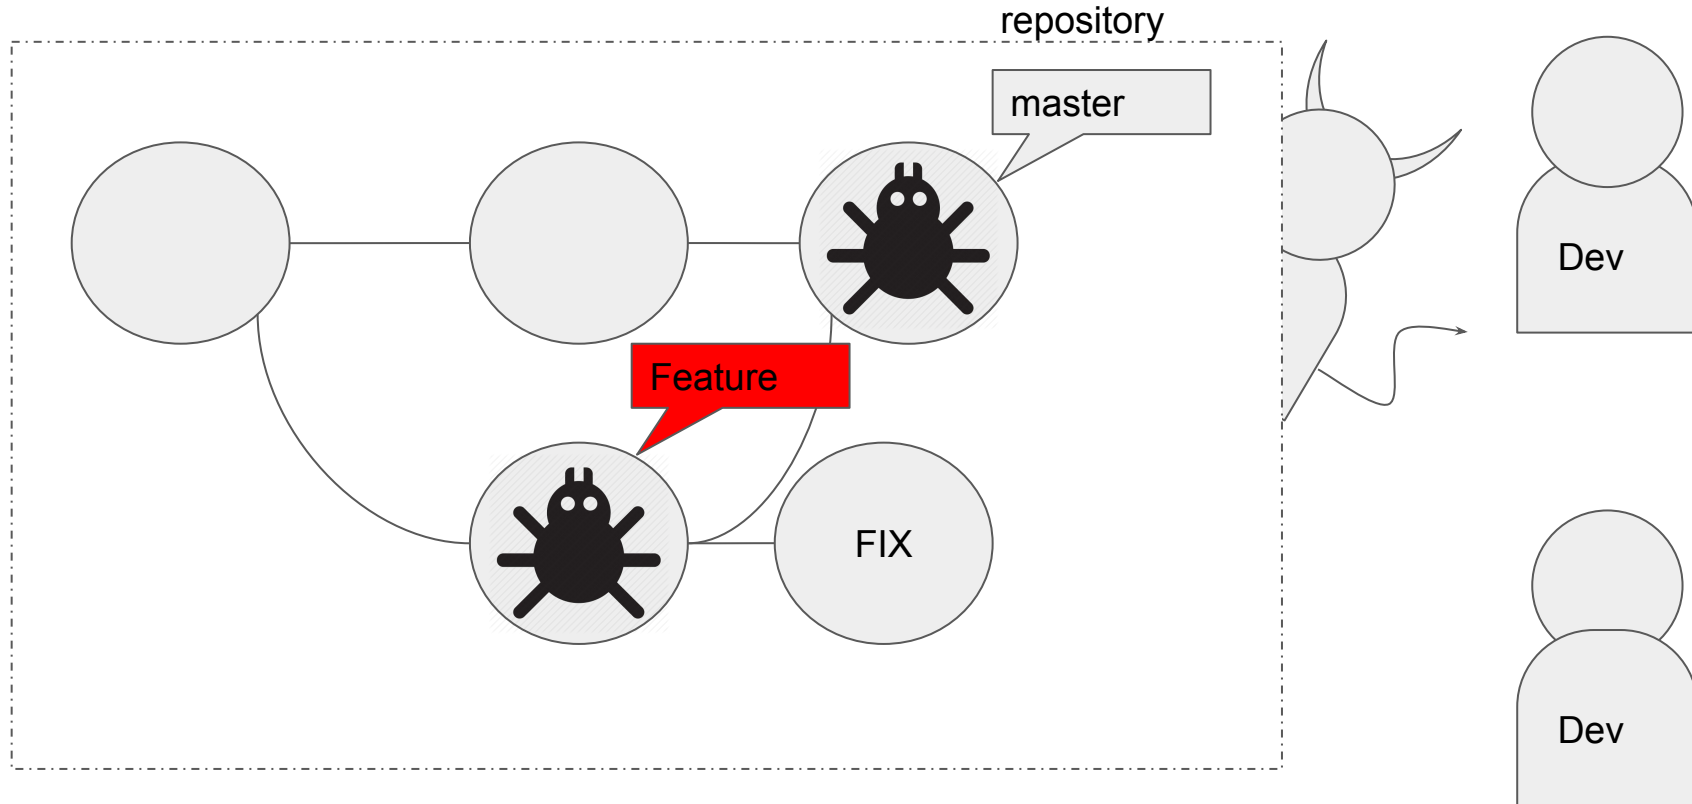 repository
master
Dev
Feature
FIX
Dev